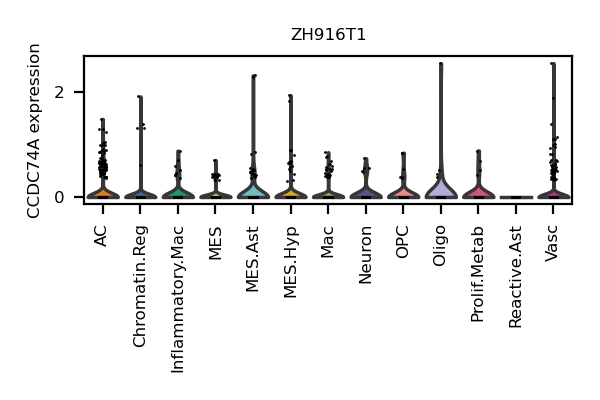 ZH916T1
CCDC74A expression
2
0
AC
Chromatin.Reg
Inflammatory.Mac
MES
MES.Ast
MES.Hyp
Mac
Neuron
OPC
Oligo
Prolif.Metab
Reactive.Ast
Vasc